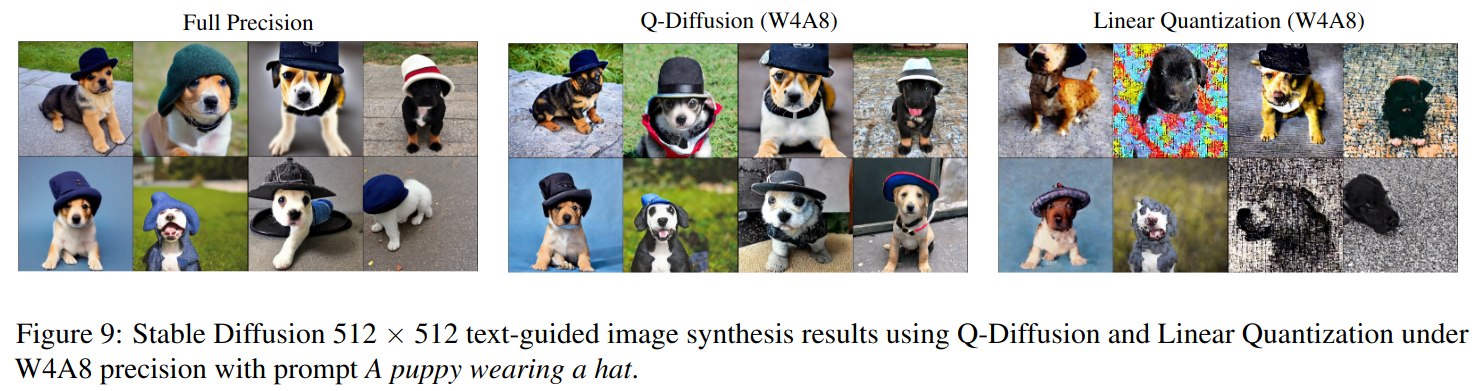 Full Precision
Q-Diffusion (W4A8)
Linear Quantization (W4A8)
Figure 9: Stable Diffusion 512 × 512 text-guided image synthesis results using Q-Diffusion and Linear Quantization under
W4A8 precision with prompt A puppy wearing a hat.